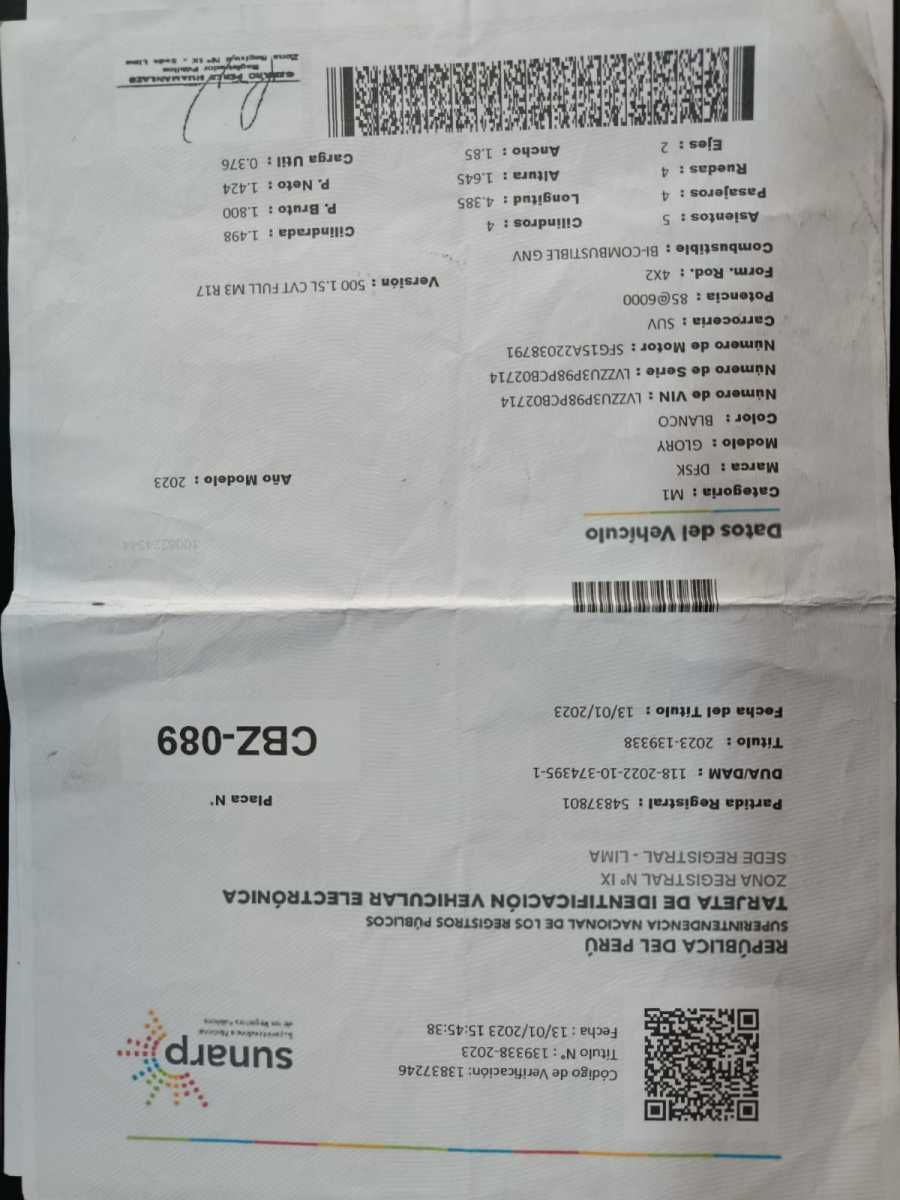 sunarp
Superintendencia Nacional
de los Registros Públicos
Código de Verificación: 13837246
Título N° : 139338-2023
Fecha : 13/01/2023 15:45:38
REPÚBLICA DEL PERÚ
SUPERINTENDENCIA NACIONAL DE LOS REGISTROS PÚBLICOS
TARJETA DE IDENTIFICACIÓN VEHICULAR ELECTRÓNICA
ZONA REGISTRAL N° IX
SEDE REGISTRAL - LIMA
Partida Registral : 54837801
Placa N°
DUA/DAM : 118-2022-10-374395-1
Título : 2023-139338
CBZ-089
Fecha del Título : 13/01/2023
Datos del Vehículo
Categoría : M1
Marca : DFSK
Año Modelo : 2023
Modelo : GLORY
Color : BLANCO
Número de VIN : LVZZU3P98PCB02714
Número de Serie : LVZZU3P98PCB02714
Número de Motor : SFG15A22038791
Carrocería : SUV
Potencia : 85@6000
Form. Rod. : 4X2
Versión : 500 1.5L CVT FULL M3 R17
Combustible : BI-COMBUSTIBLE GNV
Asientos : 5 Cilindros : 4 Cilindrada : 1.498
Pasajeros : 4 Longitud : 4.385 P. Bruto : 1.800
Ruedas : 4 Altura : 1.645 P. Neto : 1.424
Ejes : 2 Ancho : 1.85 Carga Util : 0.376
Registrador Público
Zona Registral N° IX - Sede Lima